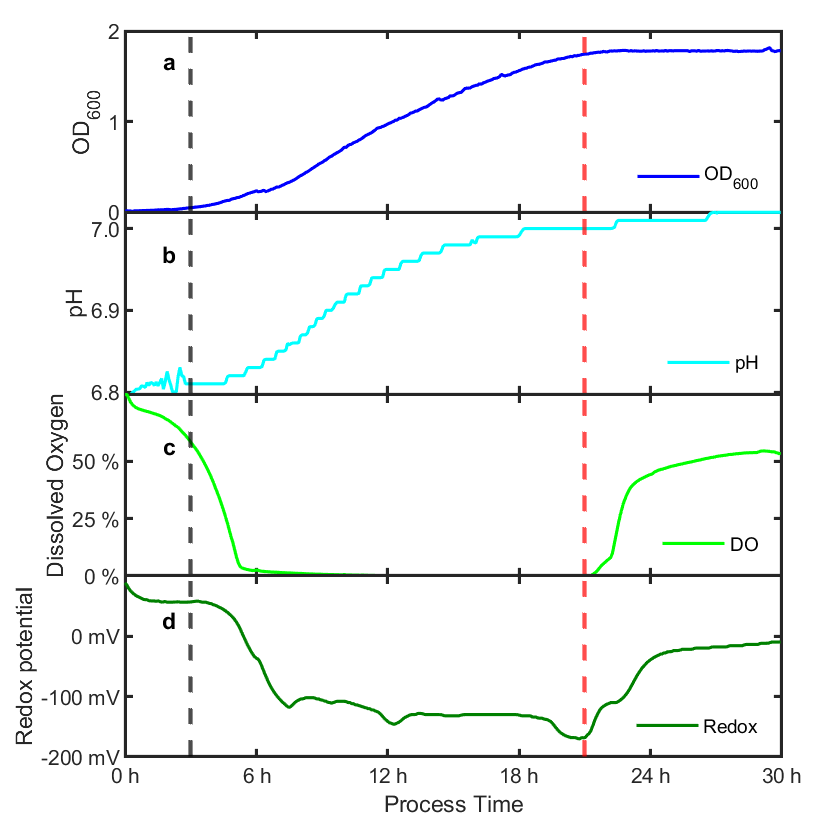 2
a
OD600
1
OD600
0
7.0
b
pH
6.9
pH
6.8
c
Dissolved Oxygen
50 %
25 %
DO
0 %
d
Redox potential
0 mV
-100 mV
Redox
-200 mV
0 h 6 h 12 h 18 h 24 h 30 h
Process Time